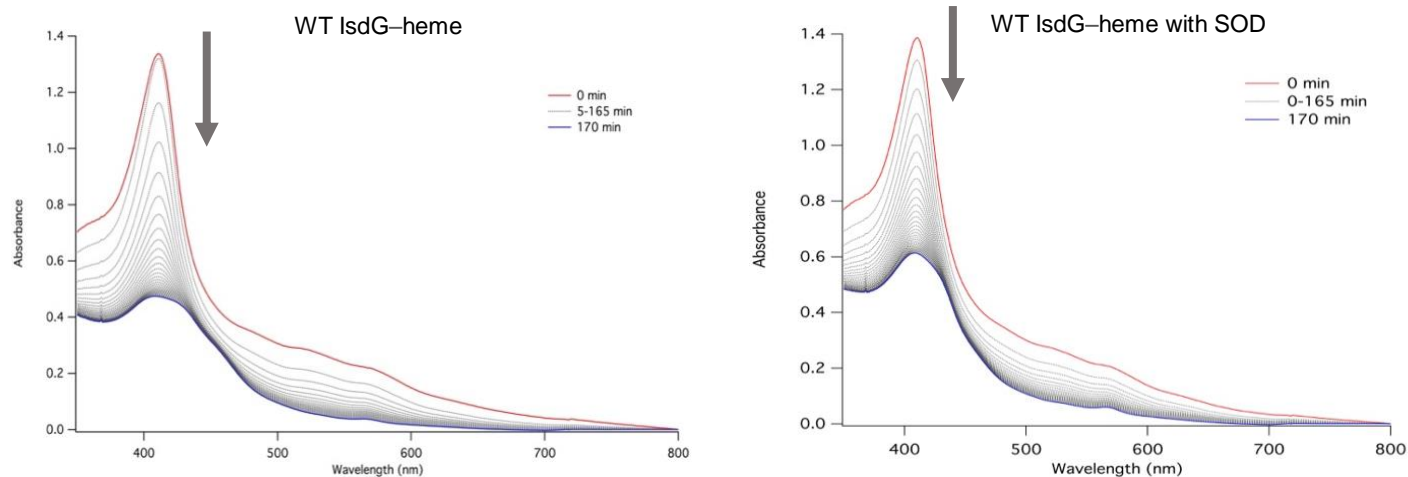 WT IsdG–heme
1.4
1.2
1.0
0.8
0.6
0.4
0.2
0.0
Absorbance
0 min
5-165 min
170 min
400
500
600
700
800
Wavelength (nm)
WT IsdG–heme with SOD
1.4
1.2
1.0
0.8
0.6
0.4
0.2
0.0
Absorbance
0 min
0-165 min
170 min
400
500
600
700
800
Wavelength (nm)